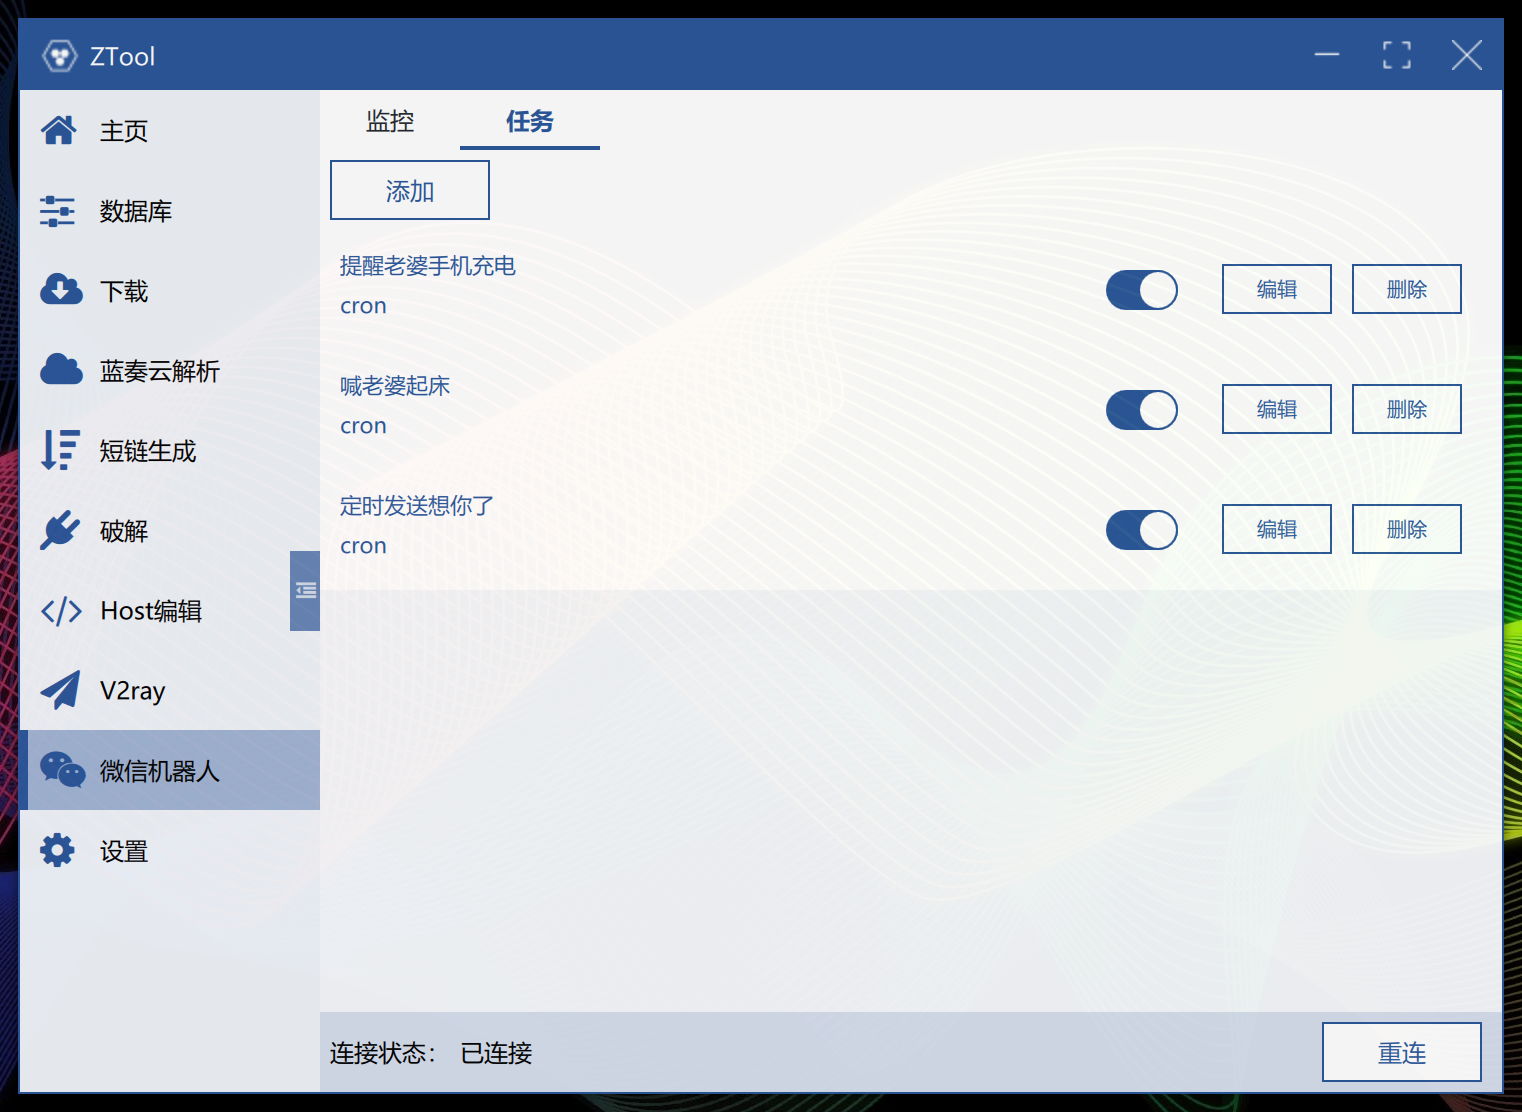 ZTool
主页
数据库
下载
蓝奏云解析
短链生成
破解
Host编辑
V2ray
微信机器人
设置
监控 任务
添加
提醒老婆手机充电
cron
编辑 删除
喊老婆起床
cron
编辑 删除
定时发送想你了
cron
编辑 删除
连接状态： 已连接
重连